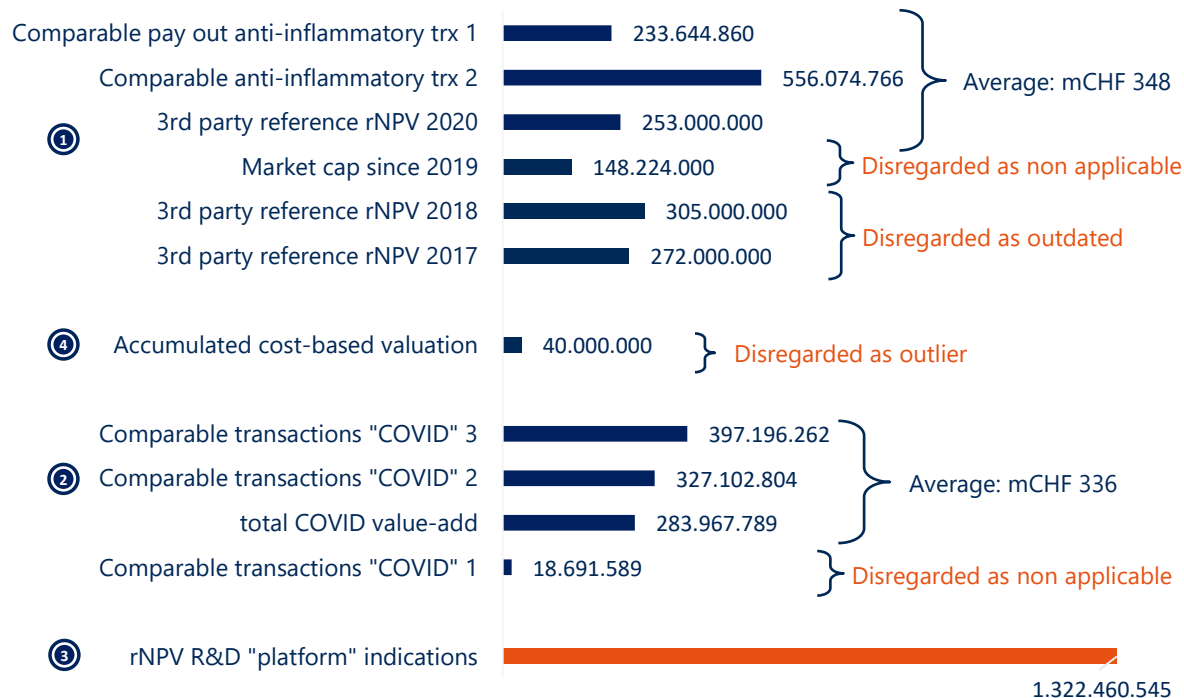 Comparable pay out anti-inflammatory trx 1 233.644.860
Comparable anti-inflammatory trx 2 556.074.766
Average: mCHF 348
3rd party reference rNPV 2020 253.000.000
1
Market cap since 2019 148.224.000
Disregarded as non applicable
3rd party reference rNPV 2018 305.000.000
Disregarded as outdated
3rd party reference rNPV 2017 272.000.000
4 Accumulated cost-based valuation 40.000.000
Disregarded as outlier
Comparable transactions "COVID" 3 397.196.262
2 Comparable transactions "COVID" 2 327.102.804
Average: mCHF 336
total COVID value-add 283.967.789
Comparable transactions "COVID" 1 18.691.589
Disregarded as non applicable
3 rNPV R&D "platform" indications
1.322.460.545